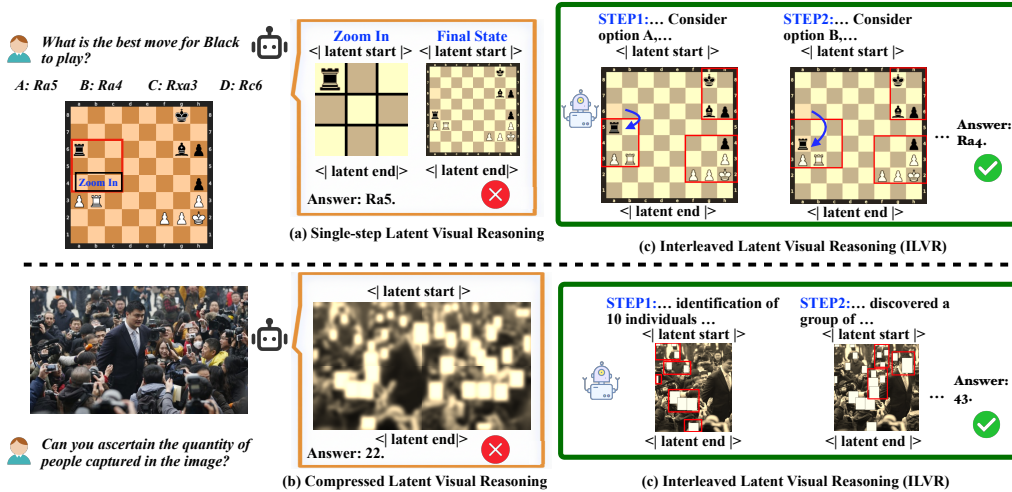 What is the best move for Black
to play?
A: Ra5 B: Ra4 C: Rxa3 D: Rc6
Zoom In
Zoom In Final State
<| latent start |> <| latent start |>
<| latent end|> <| latent end|>
Answer: Ra5.
(a) Single-step Latent Visual Reasoning
STEP1:... Consider
option A,...
<| latent start |>
<| latent end |>
STEP2:... Consider
option B,...
<| latent start |>
<| latent end |>
...
Answer:
Ra4.
(c) Interleaved Latent Visual Reasoning (ILVR)
Can you ascertain the quantity of
people captured in the image?
<| latent start |>
<| latent end|>
Answer: 22.
(b) Compressed Latent Visual Reasoning
STEP1:... identification of
10 individuals ...
<| latent start |>
<| latent end |>
STEP2:... discovered a
group of ...
<| latent start |>
<| latent end |>
...
Answer:
43.
(c) Interleaved Latent Visual Reasoning (ILVR)